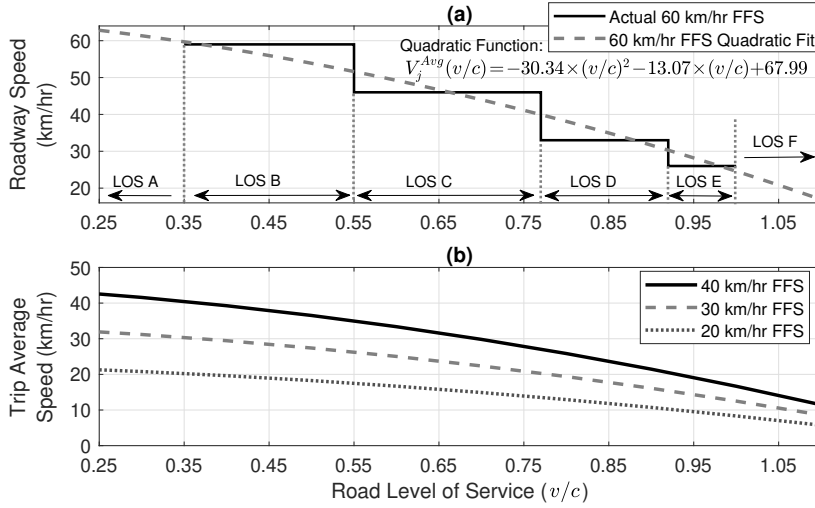 (a)
Actual 60 km/hr FFS
60 km/hr FFS Quadratic Fit
Quadratic Function:
V_j^{Avg}(v/c)=−30.34×(v/c)²−13.07×(v/c)+67.99
Roadway Speed
(km/hr)
60
50
40
30
20
LOS A
LOS B
LOS C
LOS D
LOS E
LOS F
0.25 0.35 0.45 0.55 0.65 0.75 0.85 0.95 1.05
(b)
40 km/hr FFS
30 km/hr FFS
20 km/hr FFS
Trip Average
Speed (km/hr)
50
40
30
20
10
0
0.25 0.35 0.45 0.55 0.65 0.75 0.85 0.95 1.05
Road Level of Service (v/c)